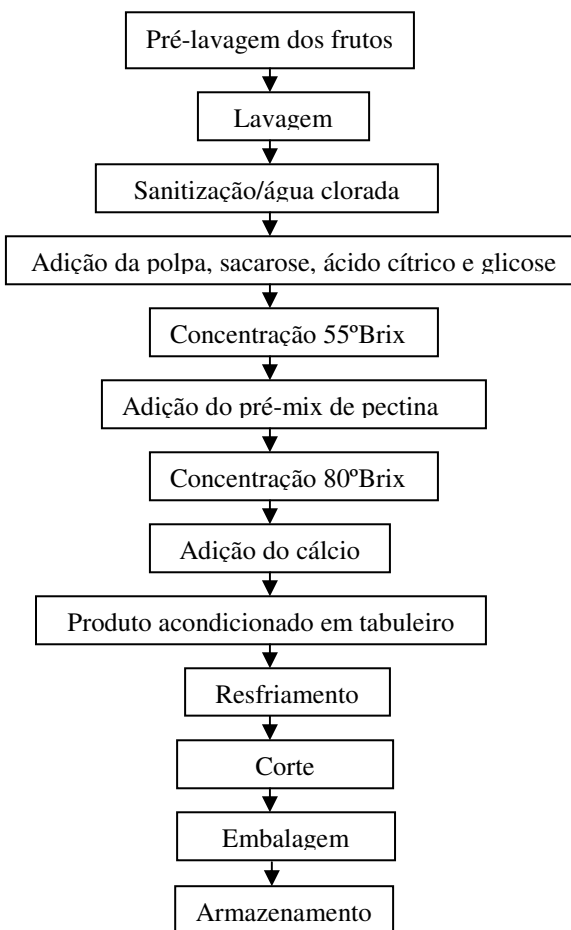 Pré-lavagem dos frutos
Lavagem
Sanitização/água clorada
Adição da polpa, sacarose, ácido cítrico e glicose
Concentração 55ºBrix
Adição do pré-mix de pectina
Concentração 80ºBrix
Adição do cálcio
Produto acondicionado em tabuleiro
Resfriamento
Corte
Embalagem
Armazenamento